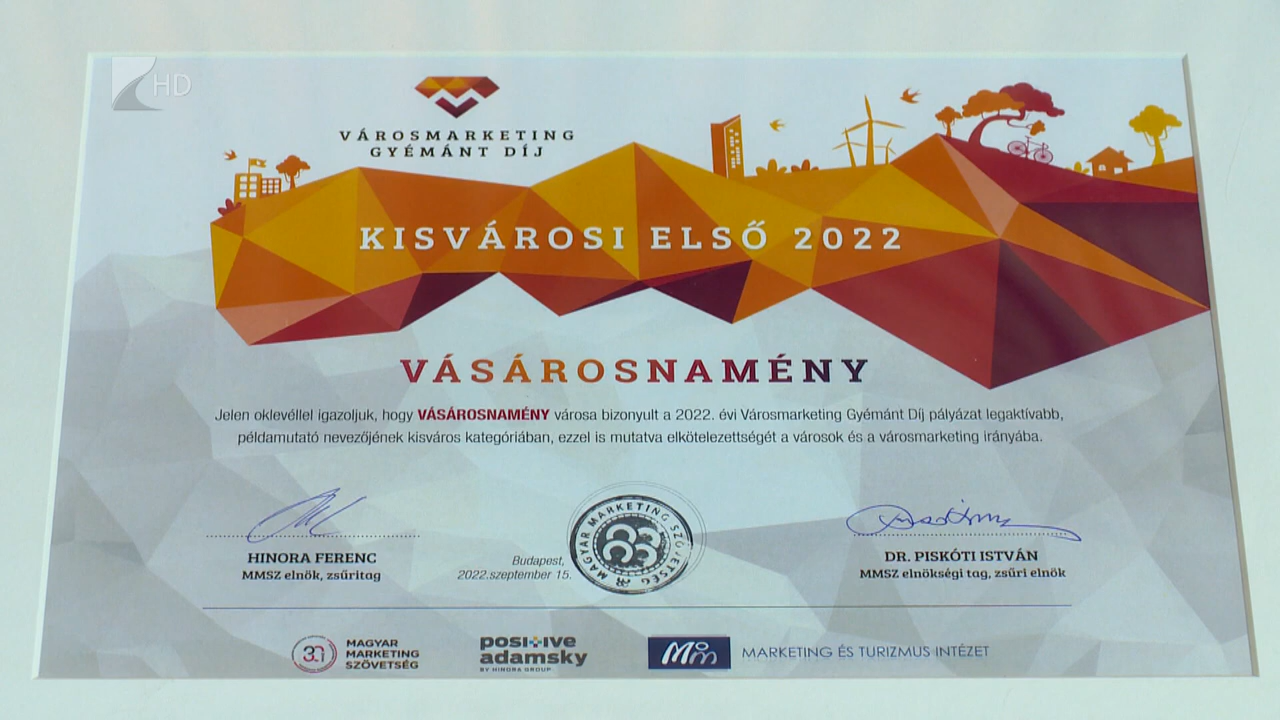 HD
VÁROSMARKETING
GYÉMÁNT DÍJ
KISVÁROSI ELSŐ 2022
VÁSÁROSNAMÉNY
Jelen oklevéllel igazoljuk, hogy VÁSÁROSNAMÉNY városa bizonyult a 2022. évi Városmarketing Gyémánt Díj pályázat legaktívabb,
példamutató nevezőjének kisváros kategóriában, ezzel is mutatva elkötelezettségét a városok és a városmarketing irányába.
HINORA FERENC
MMSZ elnök, zsűritag
Budapest,
2022.szeptember 15.
MAGYAR MARKETING SZÖVETSÉG
DR. PISKÓTI ISTVÁN
MMSZ elnökségi tag, zsűri elnök
MAGYAR
MARKETING
SZÖVETSÉG
positive
adamsky
BY HINORA GROUP
MARKETING ÉS TURIZMUS INTÉZET